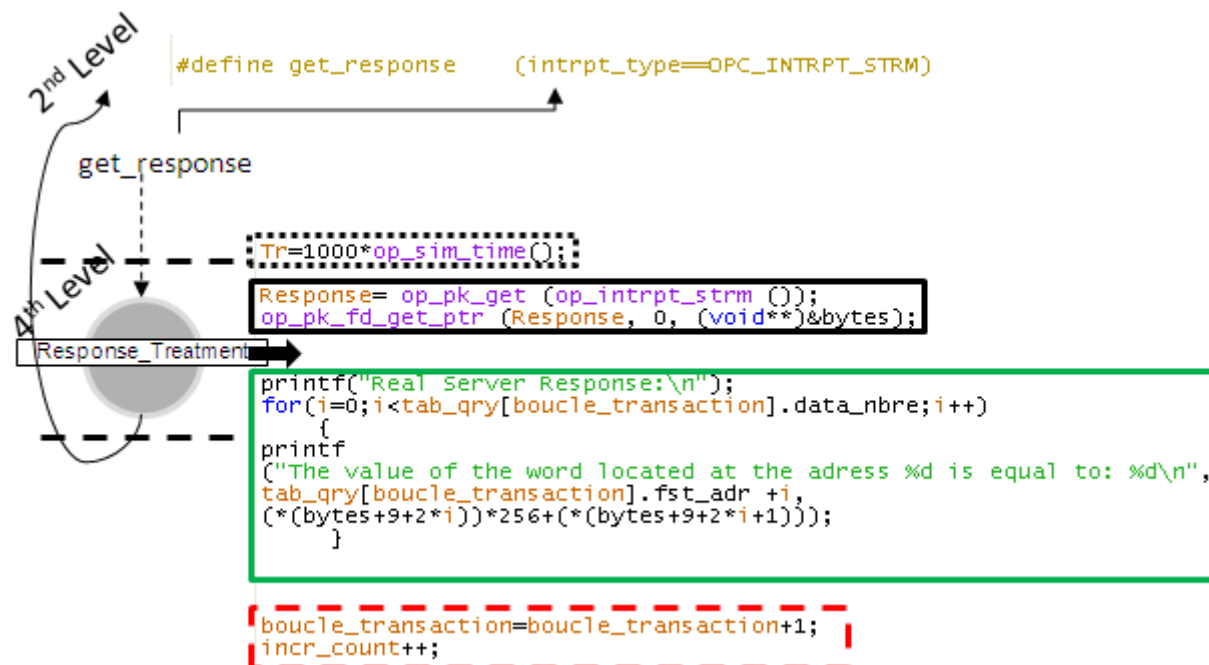 2nd Level
#define get_response (intrpt_type==OPC_INTRPT_STRM)
get_response
4th Level
Tr=1000*op_sim_time();
Response= op_pk_get (op_intrpt_strm ());
op_pk_fd_get_ptr (Response, 0, (void**)&bytes);
Response_Treatment
printf("Real Server Response:\n");
for(i=0;i<tab_qry[boucle_transaction].data_nbre;i++)
{
printf
("The value of the word located at the adress %d is equal to: %d\n",
tab_qry[boucle_transaction].fst_adr +i,
(*(bytes+9+2*i))*256+(*(bytes+9+2*i+1)));
}
boucle_transaction=boucle_transaction+1;
incr_count++;